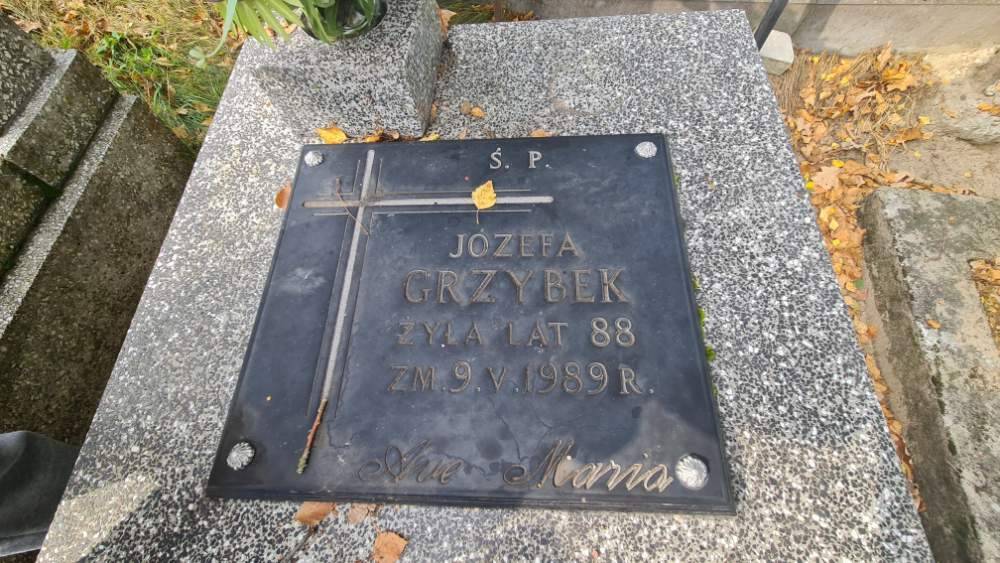 Ś. P.
JÓZEFA
GRZYBEK
ŻYŁA LAT 88
ZM. 9. V. 1989 R.
Ave Maria